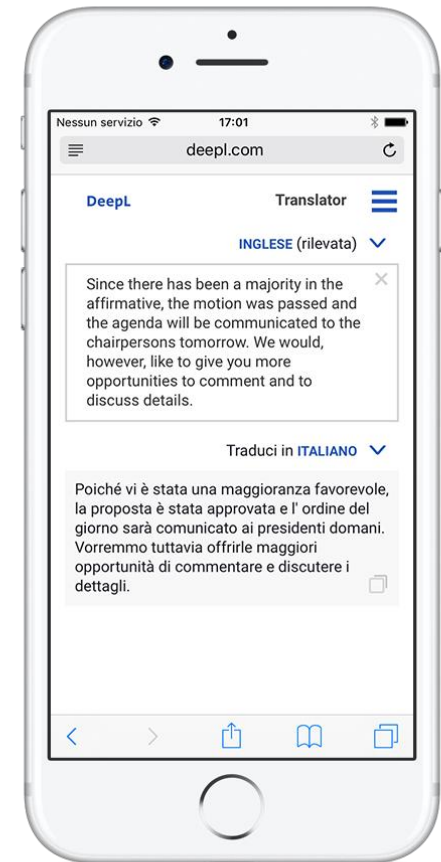 Nessun servizio 17:01
deepl.com
DeepL Translator
INGLESE (rilevata)
Since there has been a majority in the
affirmative, the motion was passed and
the agenda will be communicated to the
chairpersons tomorrow. We would,
however, like to give you more
opportunities to comment and to
discuss details.
Traduci in ITALIANO
Poiché vi è stata una maggioranza favorevole,
la proposta è stata approvata e l' ordine del
giorno sarà comunicato ai presidenti domani.
Vorremmo tuttavia offrirle maggiori
opportunità di commentare e discutere i
dettagli.